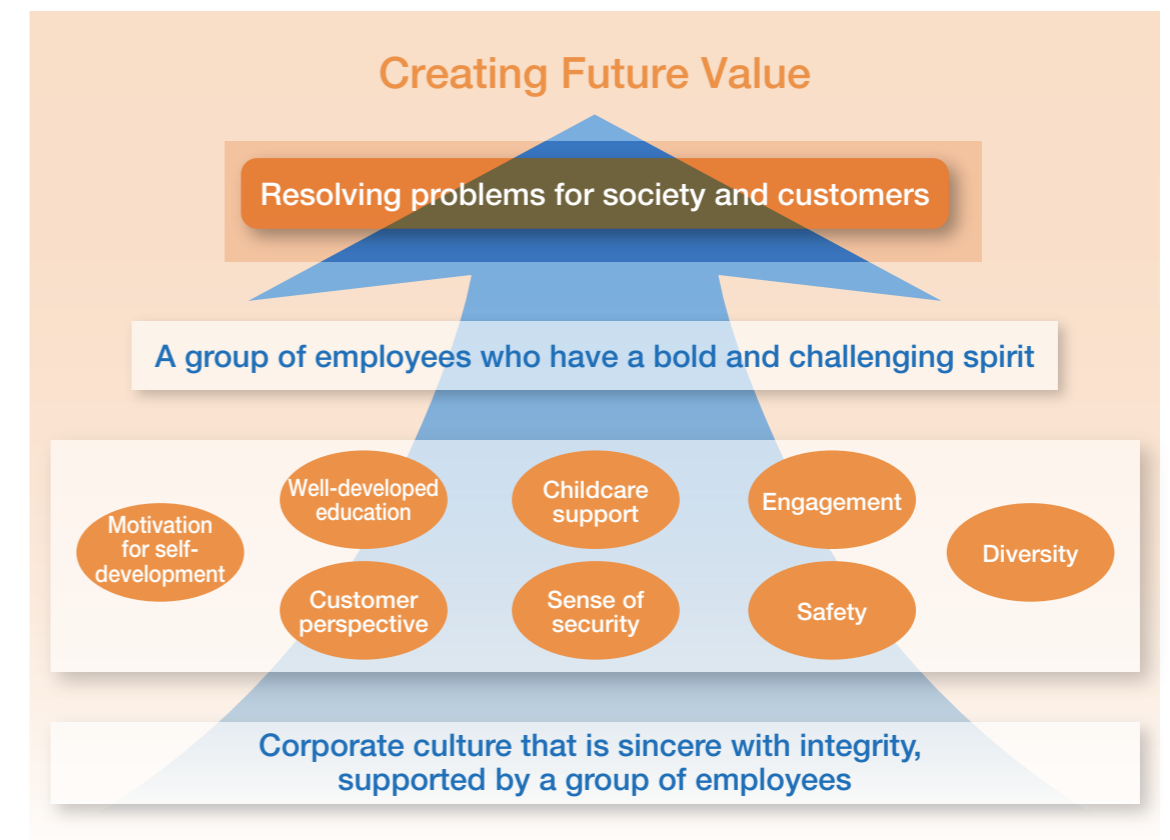 Creating Future Value
Resolving problems for society and customers
A group of employees who have a bold and challenging spirit
Motivation
for self-
development
Well-developed
education
Customer
perspective
Childcare
support
Sense of
security
Engagement
Safety
Diversity
Corporate culture that is sincere with integrity,
supported by a group of employees